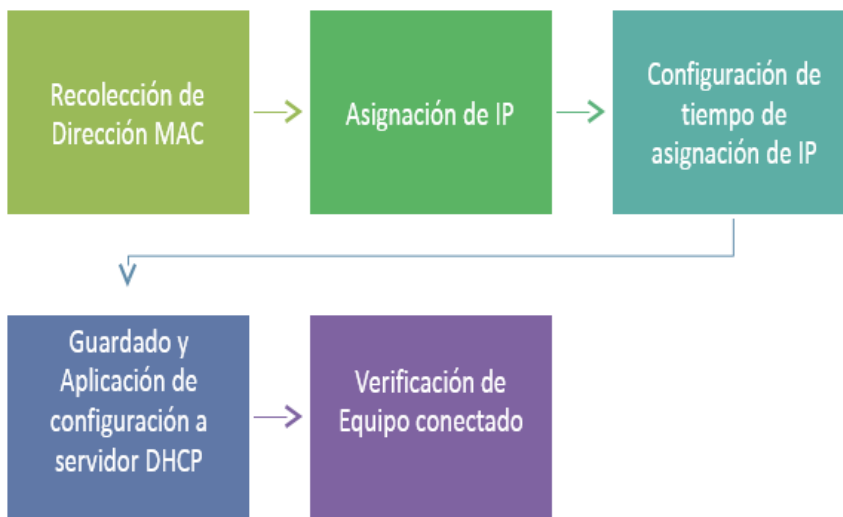 Recolección de
Dirección MAC
Asignación de IP
Configuración de
tiempo de
asignación de IP
Guardado y
Aplicación de
configuración a
servidor DHCP
Verificación de
Equipo conectado